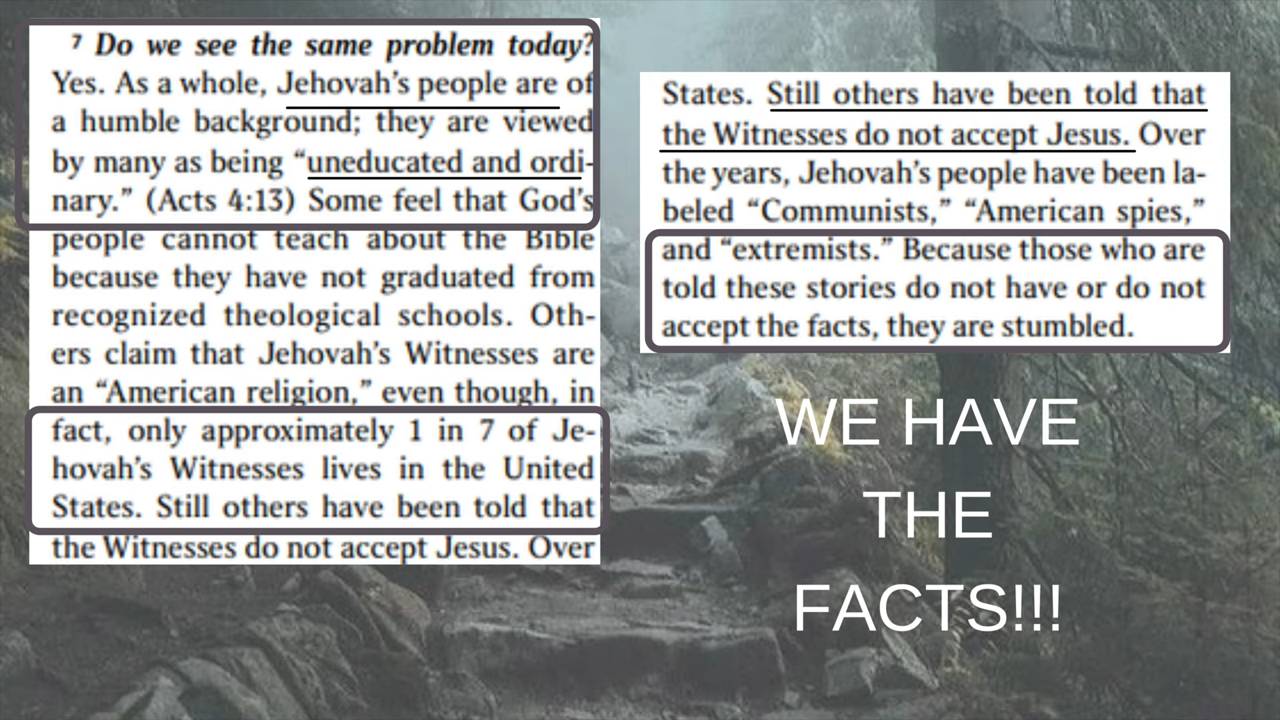 7 Do we see the same problem today?
Yes. As a whole, Jehovah’s people are of
a humble background; they are viewed
by many as being “uneducated and ordi-
nary.” (Acts 4:13) Some feel that God’s
people cannot teach about the Bible
because they have not graduated from
recognized theological schools. Oth-
ers claim that Jehovah’s Witnesses are
an “American religion,” even though, in
fact, only approximately 1 in 7 of Je-
hovah’s Witnesses lives in the United
States. Still others have been told that
the Witnesses do not accept Jesus. Over
States. Still others have been told that
the Witnesses do not accept Jesus. Over
the years, Jehovah’s people have been la-
beled “Communists,” “American spies,”
and “extremists.” Because those who are
told these stories do not have or do not
accept the facts, they are stumbled.
WE HAVE
THE
FACTS!!!